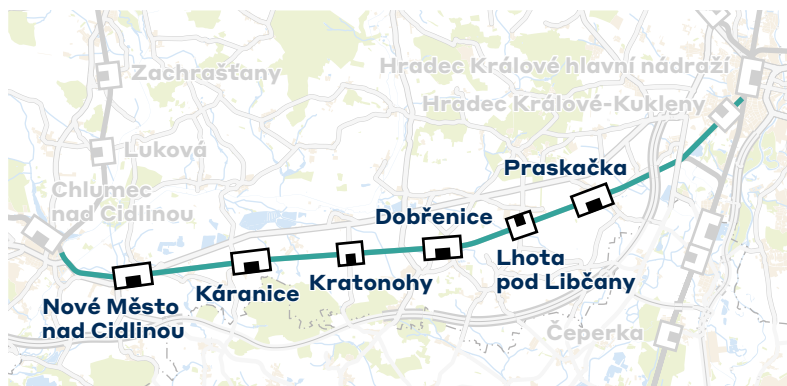 Zachrašťany
Hradec Králové hlavní nádraží
Hradec Králové-Kukleny
Luková
Praskačka
Chlumec
nad Cidlinou
Dobřenice
Lhota
pod Libčany
Kratonohy
Káranice
Nové Město
nad Cidlinou
Čeperka